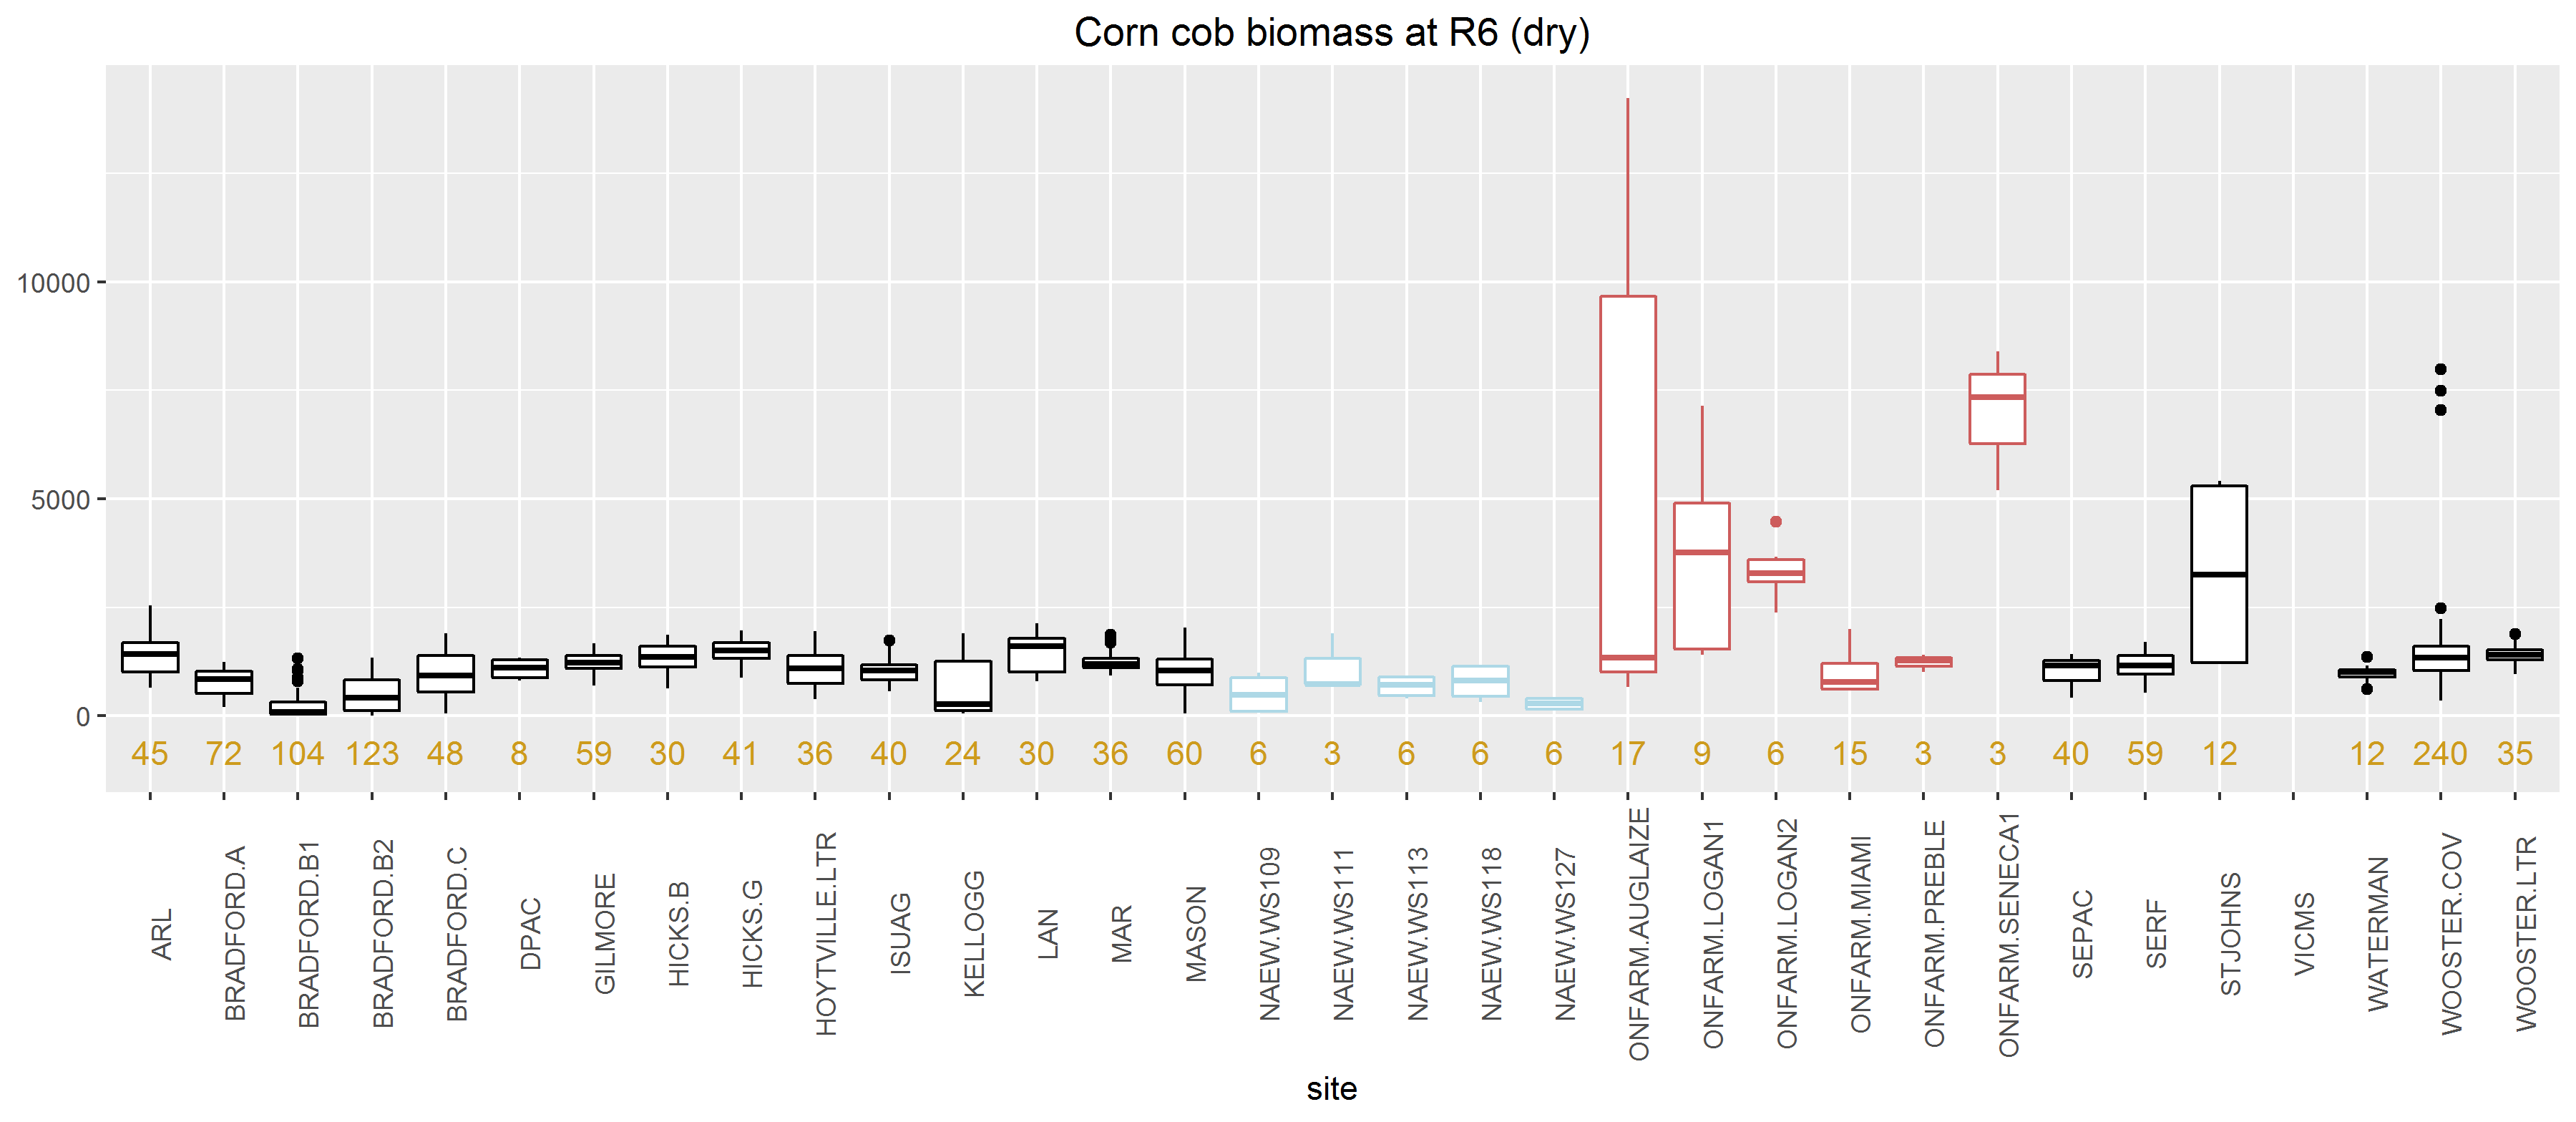 Corn cob biomass at R6 (dry)
10000
5000
0
45 72 104 123 48 8 59 30 41 36 40 24 30 36 60 6 3 6 6 6 17 9 6 15 3 3 40 59 12 12 240 35
ARL
BRADFORD.A
BRADFORD.B1
BRADFORD.B2
BRADFORD.C
DPAC
GILMORE
HICKS.B
HICKS.G
HOYTVILLE.LTR
ISUAG
KELLOGG
LAN
MAR
MASON
NAEW.WS109
NAEW.WS111
NAEW.WS113
NAEW.WS118
NAEW.WS127
ONFARM.AUGLAIZE
ONFARM.LOGAN1
ONFARM.LOGAN2
ONFARM.MIAMI
ONFARM.PREBLE
ONFARM.SENECA1
SEPAC
SERF
STJOHNS
VICMS
WATERMAN
WOOSTER.COV
WOOSTER.LTR
site